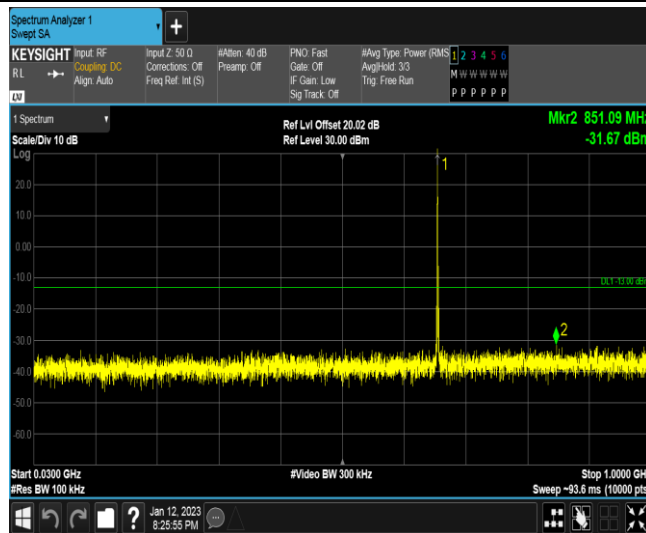 Spectrum Analyzer 1
Swept SA
KEYSIGHT
RL
LXI
Input: RF
Coupling: DC
Align: Auto
Input Z: 50 Ω
Corrections: Off
Freq Ref: Int (S)
#Atten: 40 dB
Preamp: Off
PNO: Fast
Gate: Off
IF Gain: Low
Sig Track: Off
#Avg Type: Power (RMS
Avg|Hold: 3/3
Trig: Free Run
1 2 3 4 5 6
M W W W W W
P P P P P P
1 Spectrum
Scale/Div 10 dB
Log
Ref Lvl Offset 20.02 dB
Ref Level 30.00 dBm
Mkr2 851.09 MHz
-31.67 dBm
1
20.0
10.0
0.00
-10.0
DL1 -13.00 dBm
-20.0
-30.0
2
-40.0
-50.0
-60.0
Start 0.0300 GHz
#Res BW 100 kHz
#Video BW 300 kHz
Stop 1.0000 GH
Sweep ~93.6 ms (10000 pts
?
Jan 12, 2023
8:25:55 PM